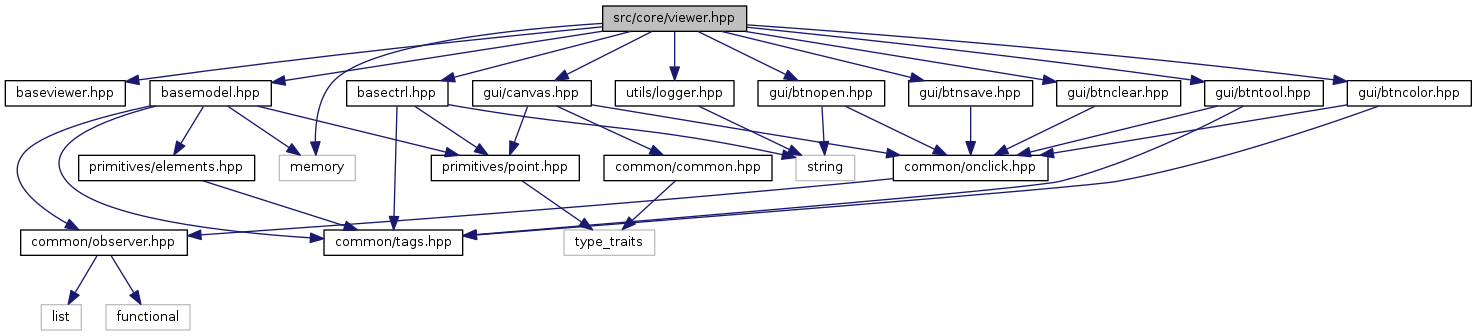 src/core/viewer.hpp
baseviewer.hpp
basemodel.hpp
basectrl.hpp
gui/canvas.hpp
utils/logger.hpp
gui/btnopen.hpp
gui/btnsave.hpp
gui/btnclear.hpp
gui/btntool.hpp
gui/btncolor.hpp
primitives/elements.hpp
memory
primitives/point.hpp
common/common.hpp
string
common/onclick.hpp
common/observer.hpp
common/tags.hpp
type_traits
list
functional